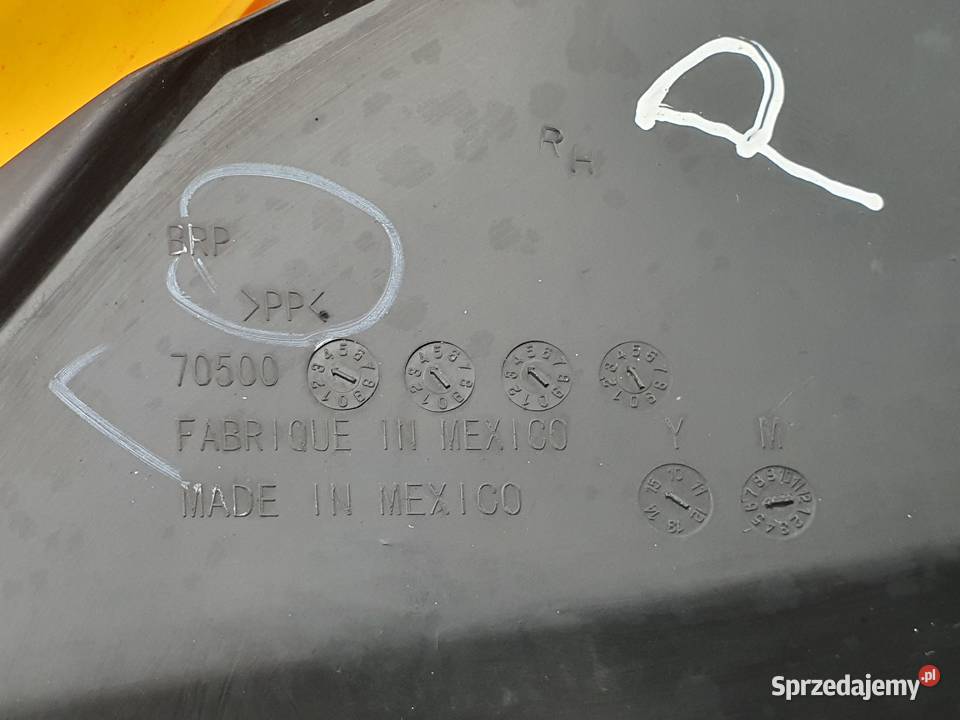 RH
BRP
>PP<
70500
FABRIQUE IN MEXICO Y M
MADE IN MEXICO
Sprzedajemy.pl